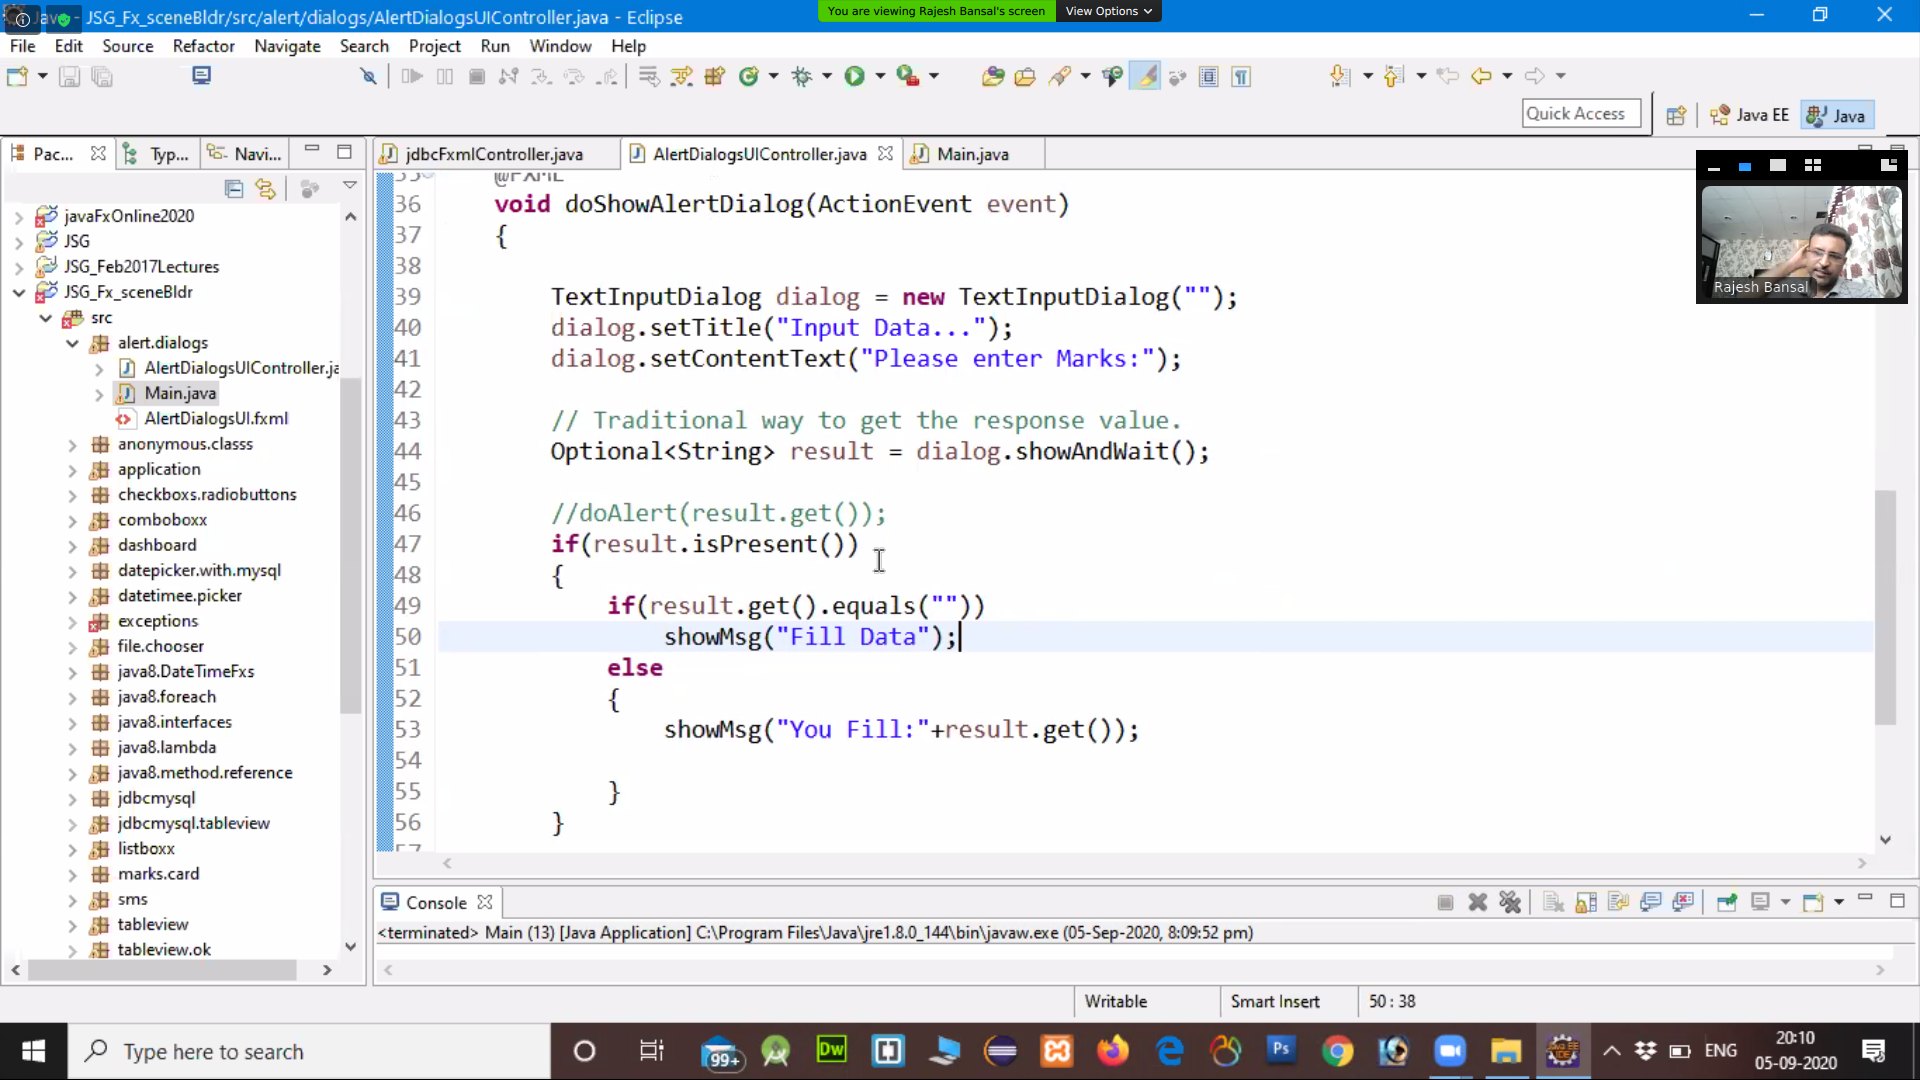 Java - JSG_Fx_sceneBldr/src/alert/dialogs/AlertDialogsUIController.java - Eclipse
You are viewing Rajesh Bansal's screen
View Options
File Edit Source Refactor Navigate Search Project Run Window Help
Quick Access
Java EE
Java
Pac...
Typ...
Navi...
jdbcFxmlController.java
AlertDialogsUIController.java
Main.java
javaFxOnline2020
JSG
JSG_Feb2017Lectures
JSG_Fx_sceneBldr
src
alert.dialogs
AlertDialogsUIController.ja
Main.java
AlertDialogsUI.fxml
anonymous.classs
application
checkboxs.radiobuttons
comboboxx
dashboard
datepicker.with.mysql
datetimee.picker
exceptions
file.chooser
java8.DateTimeFxs
java8.foreach
java8.interfaces
java8.lambda
java8.method.reference
jdbcmysql
jdbcmysql.tableview
listboxx
marks.card
sms
tableview
tableview.ok
35 @FXML
36 void doShowAlertDialog(ActionEvent event)
37 {
38
39 TextInputDialog dialog = new TextInputDialog("");
40 dialog.setTitle("Input Data...");
41 dialog.setContentText("Please enter Marks:");
42
43 // Traditional way to get the response value.
44 Optional<String> result = dialog.showAndWait();
45
46 //doAlert(result.get());
47 if(result.isPresent())
48 {
49 if(result.get().equals(""))
50 showMsg("Fill Data");
51 else
52 {
53 showMsg("You Fill:"+result.get());
54
55 }
56 }
57
Rajesh Bansal
Console
<terminated> Main (13) [Java Application] C:\Program Files\Java\jre1.8.0_144\bin\javaw.exe (05-Sep-2020, 8:09:52 pm)
Writable
Smart Insert
50 : 38
Type here to search
99+
Dw
Ps
ENG
20:10
05-09-2020